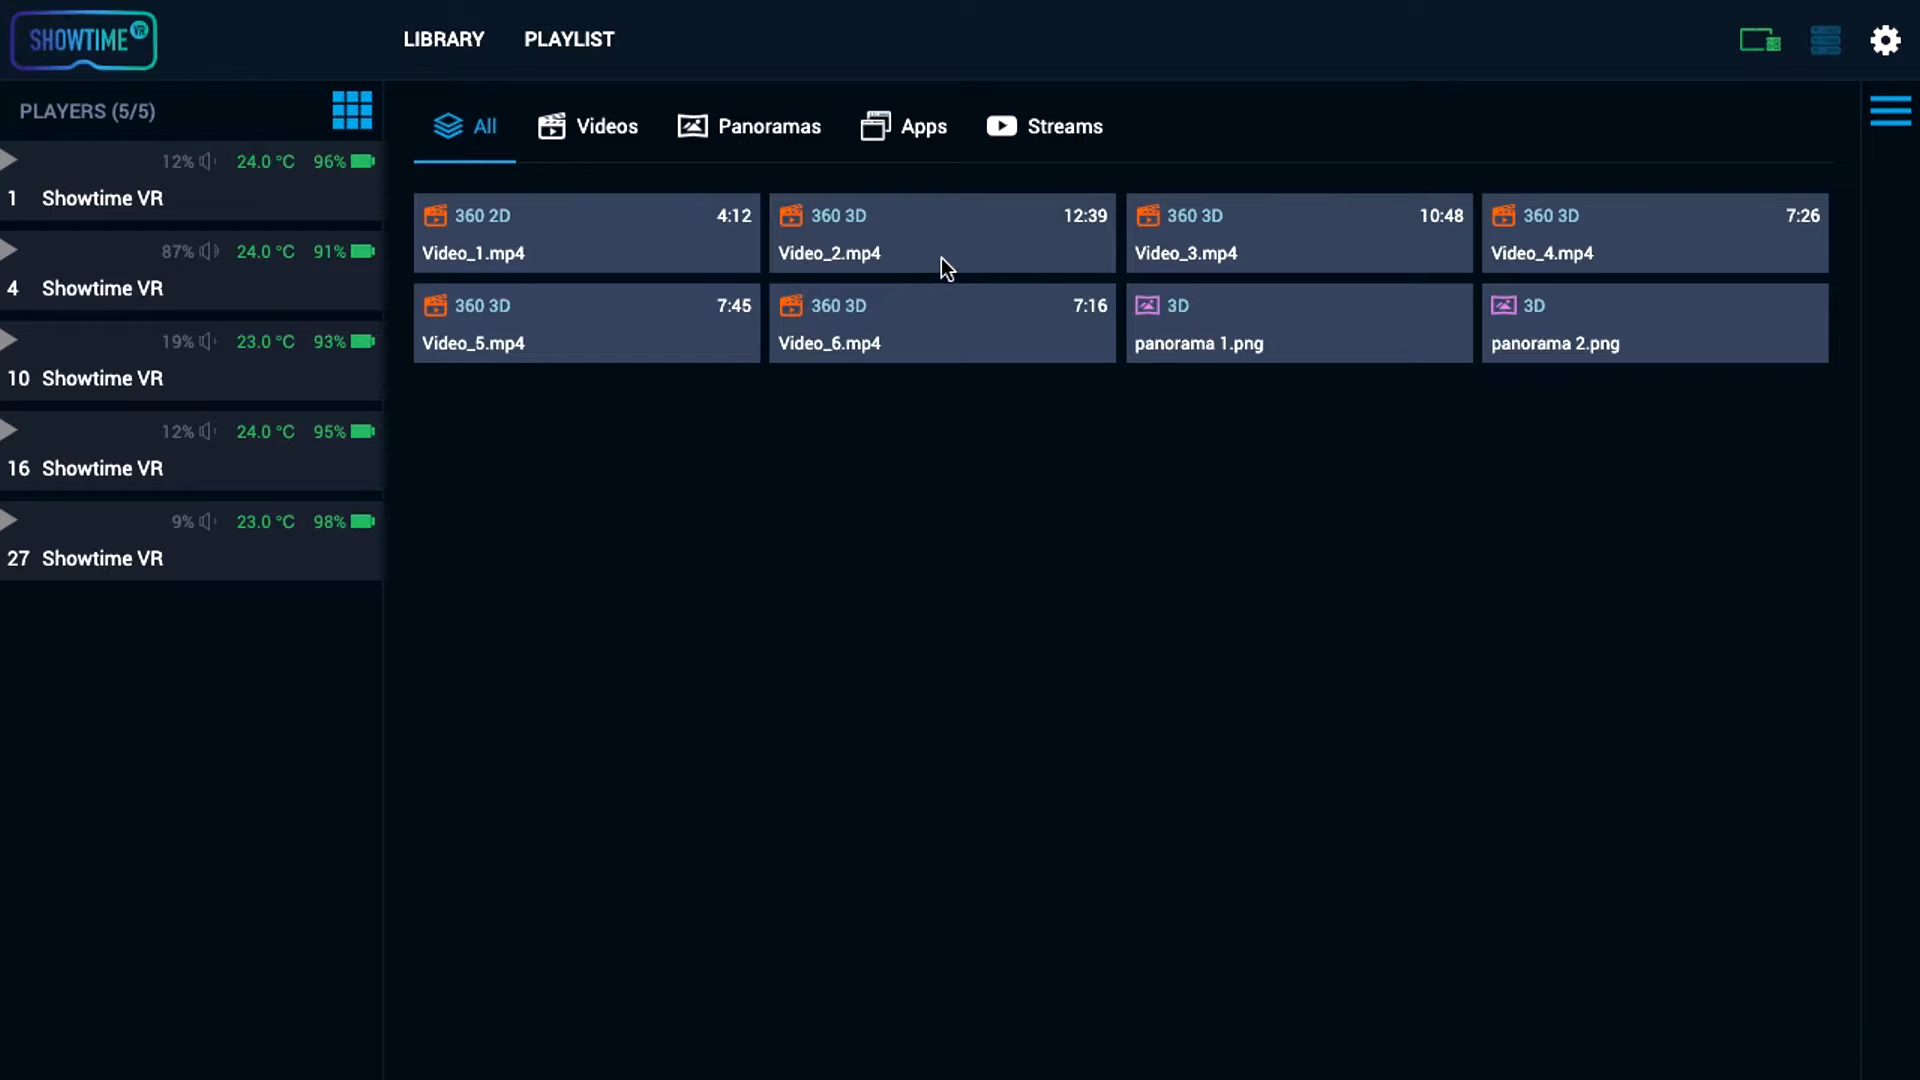 SHOWTIME VR
LIBRARY PLAYLIST
PLAYERS (5/5)
12% 24.0 °C 96%
1 Showtime VR
87% 24.0 °C 91%
4 Showtime VR
19% 23.0 °C 93%
10 Showtime VR
12% 24.0 °C 95%
16 Showtime VR
9% 23.0 °C 98%
27 Showtime VR
All Videos Panoramas Apps Streams
360 2D 4:12
Video_1.mp4
360 3D 12:39
Video_2.mp4
360 3D 10:48
Video_3.mp4
360 3D 7:26
Video_4.mp4
360 3D 7:45
Video_5.mp4
360 3D 7:16
Video_6.mp4
3D
panorama 1.png
3D
panorama 2.png